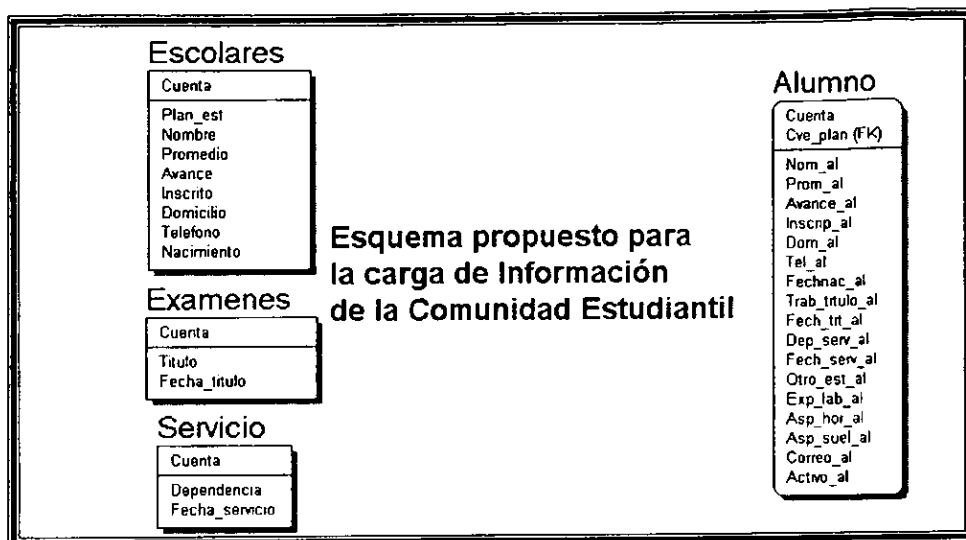 Escolares
Cuenta
Plan_est
Nombre
Promedio
Avance
Inscrito
Domicilio
Telefono
Nacimiento
Examenes
Cuenta
Titulo
Fecha_titulo
Servicio
Cuenta
Dependencia
Fecha_servicio
Esquema propuesto para
la carga de Información
de la Comunidad Estudiantil
Alumno
Cuenta
Cve_plan (FK)
Nom_al
Prom_al
Avance_al
Inscrip_al
Dom_al
Tel_al
Fechnac_al
Trab_titulo_al
Fech_tit_al
Dep_serv_al
Fech_serv_al
Otro_est_al
Exp_lab_al
Asp_hor_al
Asp_suel_al
Correo_al
Activo_al